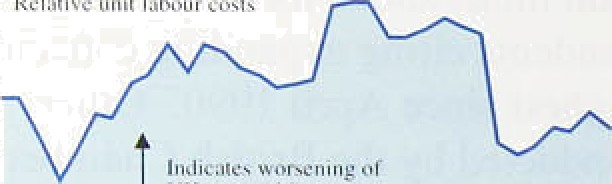 Relative unit labour costs
Indicates worsening of